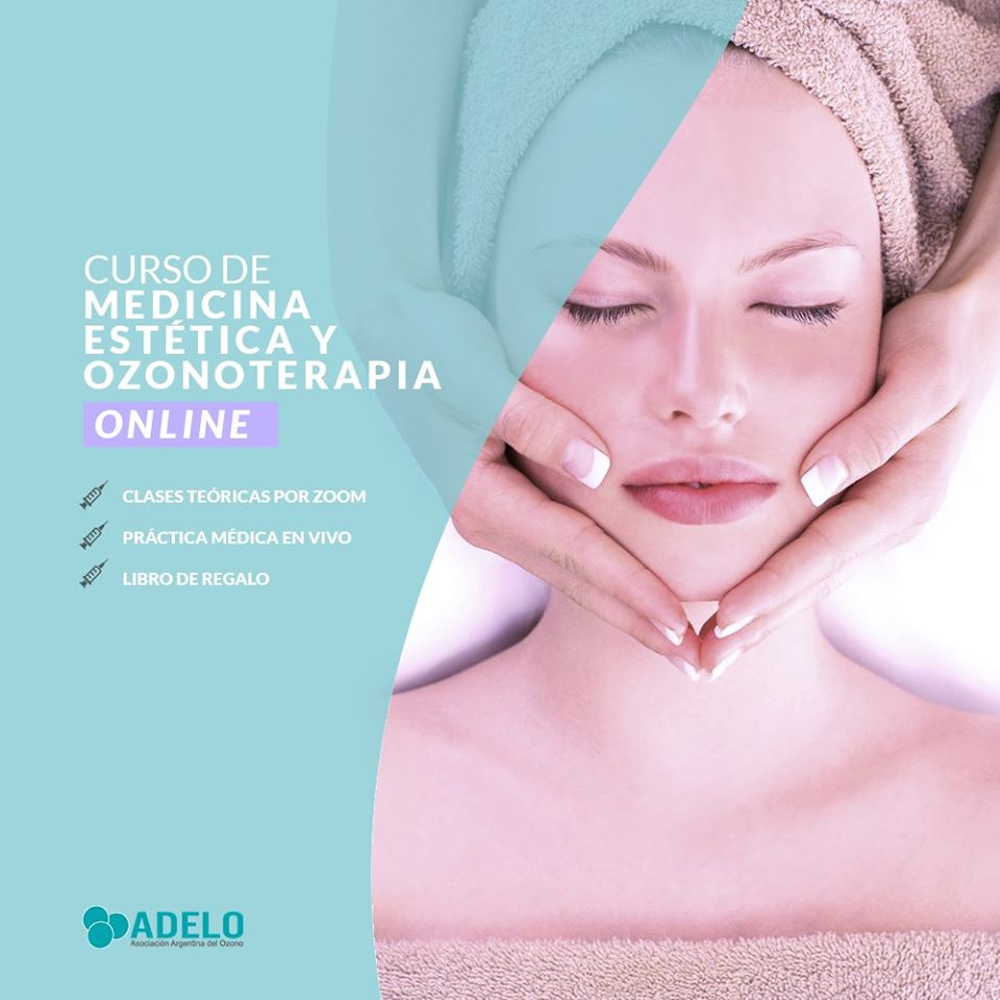 CURSO DE
MEDICINA
ESTÉTICA Y
OZONOTERAPIA
ONLINE
CLASES TEÓRICAS POR ZOOM
PRÁCTICA MÉDICA EN VIVO
LIBRO DE REGALO
ADELO
Asociación Argentina del Ozono